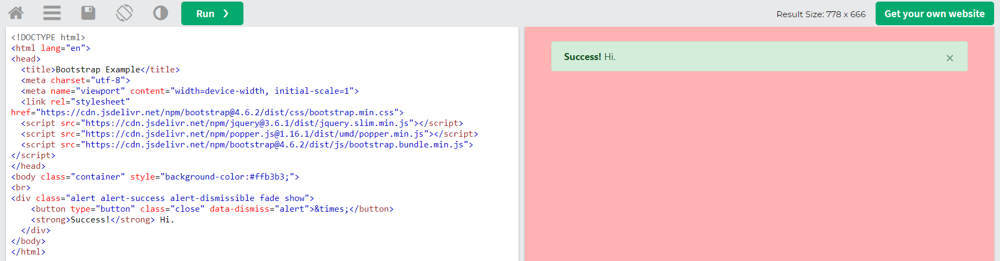 Run ❯
Result Size: 778 x 666
Get your own website
<!DOCTYPE html>
<html lang="en">
<head>
  <title>Bootstrap Example</title>
  <meta charset="utf-8">
  <meta name="viewport" content="width=device-width, initial-scale=1">
  <link rel="stylesheet"
href="https://cdn.jsdelivr.net/npm/bootstrap@4.6.2/dist/css/bootstrap.min.css">
  <script src="https://cdn.jsdelivr.net/npm/jquery@3.6.1/dist/jquery.slim.min.js"></script>
  <script src="https://cdn.jsdelivr.net/npm/popper.js@1.16.1/dist/umd/popper.min.js"></script>
  <script src="https://cdn.jsdelivr.net/npm/bootstrap@4.6.2/dist/js/bootstrap.bundle.min.js">
</script>
</head>
<body class="container" style="background-color:#ffb3b3;">
<br>
<div class="alert alert-success alert-dismissible fade show">
    <button type="button" class="close" data-dismiss="alert">&times;</button>
    <strong>Success!</strong> Hi.
  </div>
</body>
</html>
Success! Hi.
×